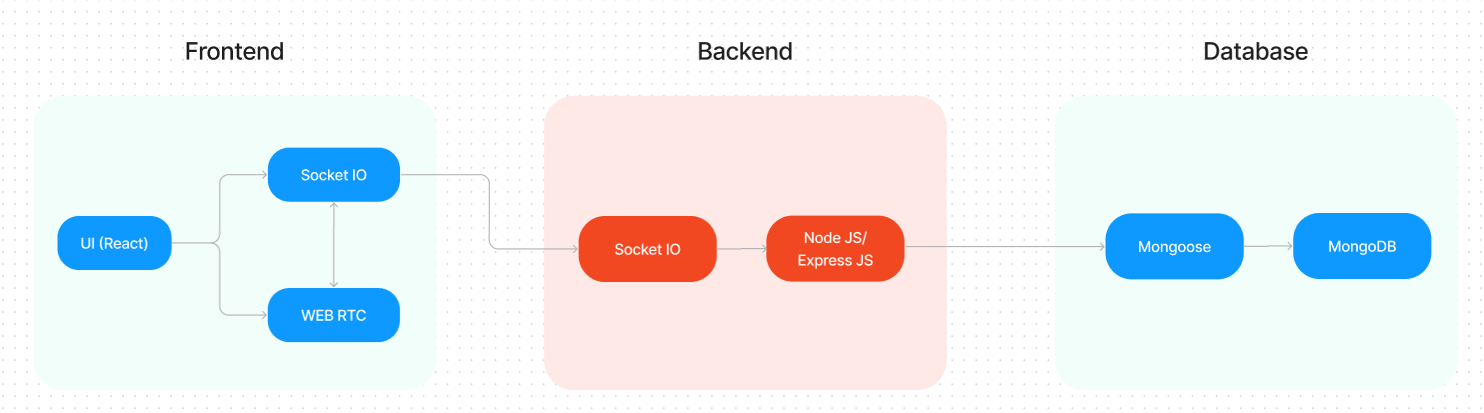 Frontend
Backend
Database
Socket IO
UI (React)
WEB RTC
Socket IO
Node JS/
Express JS
Mongoose
MongoDB